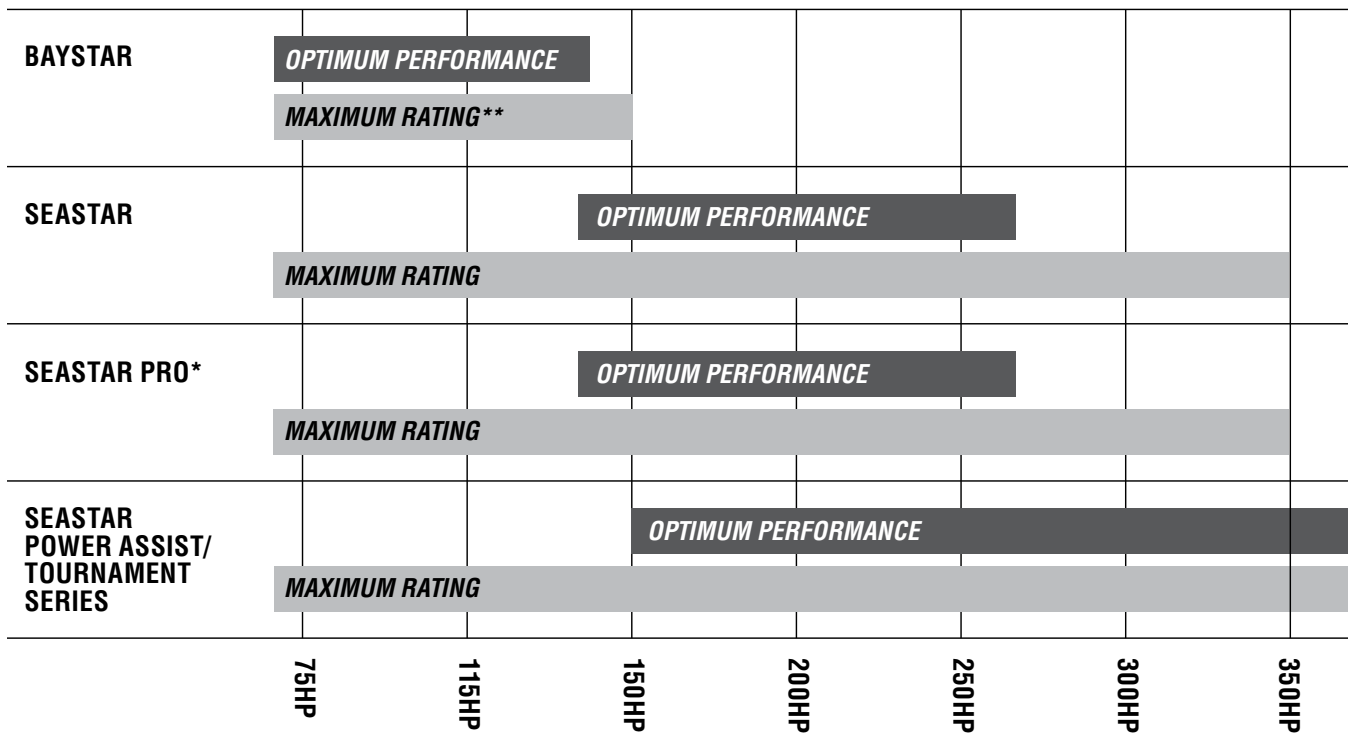 BAYSTAR
OPTIMUM PERFORMANCE
MAXIMUM RATING**
SEASTAR
OPTIMUM PERFORMANCE
MAXIMUM RATING
SEASTAR PRO*
OPTIMUM PERFORMANCE
MAXIMUM RATING
SEASTAR
POWER ASSIST/
TOURNAMENT
SERIES
OPTIMUM PERFORMANCE
MAXIMUM RATING
75HP
115HP
150HP
200HP
250HP
300HP
350HP